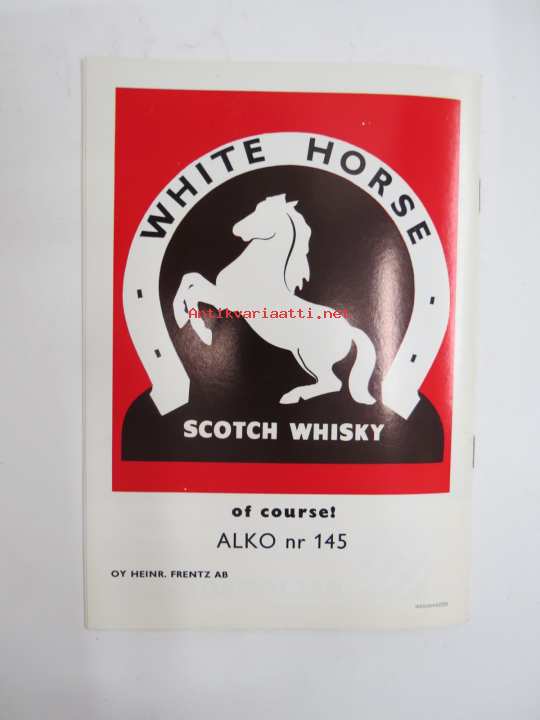 WHITE HORSE
Antikvariaatti.net
SCOTCH WHISKY
of course!
ALKO nr 145
OY HEINR. FRENTZ AB